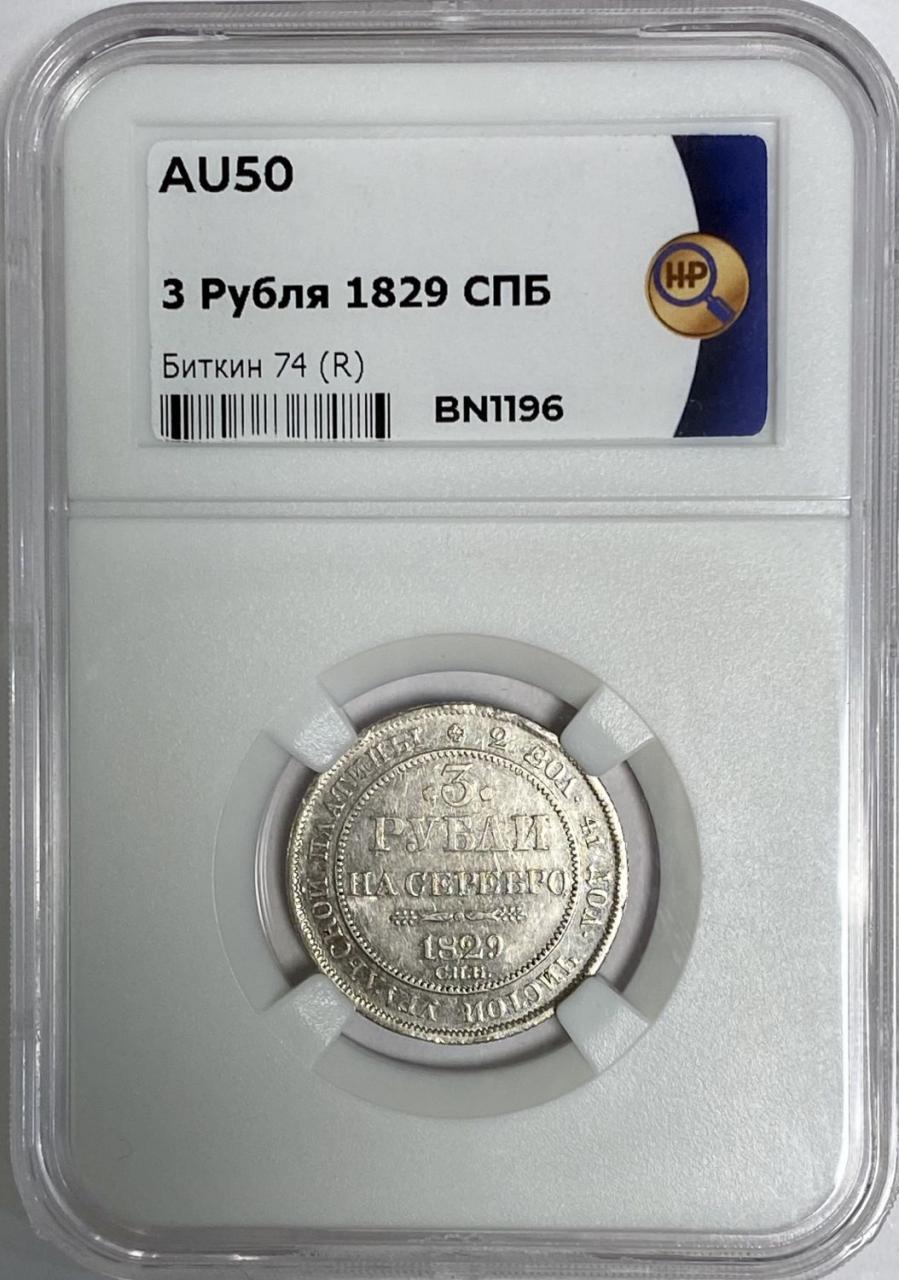 AU50
3 Рубля 1829 СПБ
НР
Биткин 74 (R)
BN1196
* 2 ЗОЛ. 41 ДОЛ. ЧИСТОЙ УРАЛЬСКОЙ ПЛАТИНЫ
·3·
РУБЛИ
НА СЕРЕБРО
1829
С.П.Б.